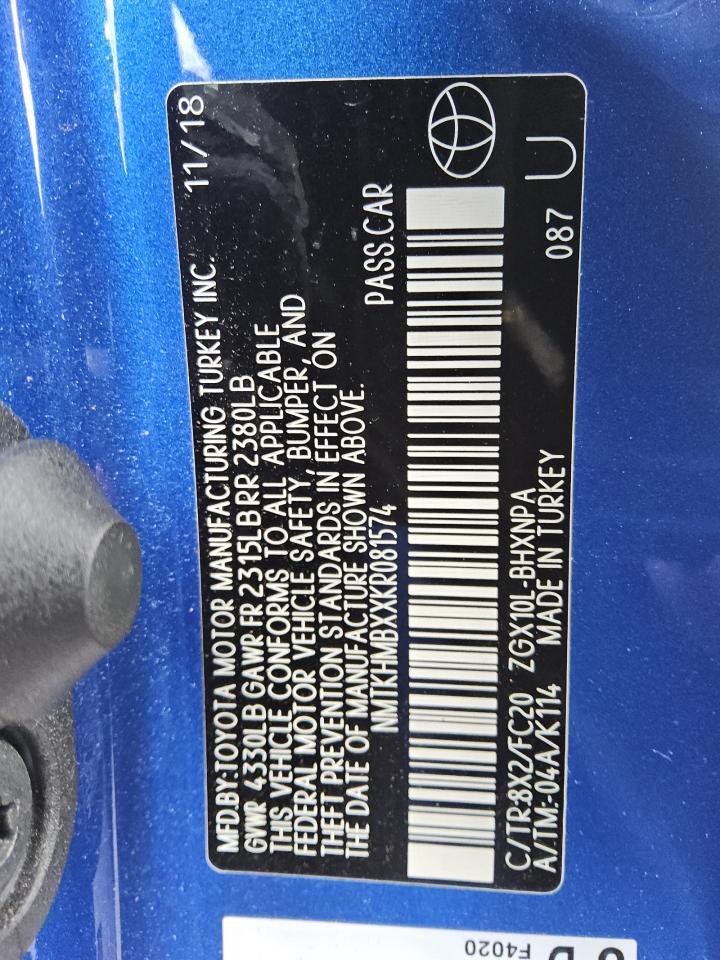 MFD.BY:TOYOTA MOTOR MANUFACTURING TURKEY INC. 11/18
GVWR 4330LB GAWR FR 2315LB RR 2380LB
THIS VEHICLE CONFORMS TO ALL APPLICABLE
FEDERAL MOTOR VEHICLE SAFETY, BUMPER, AND
THEFT PREVENTION STANDARDS IN EFFECT ON
THE DATE OF MANUFACTURE SHOWN ABOVE.
NMTKHMBXXKR081574 PASS.CAR
C/TR:8X2/FC20 ZGX10L-BHXNPA 087 U
A/TM:-04A/K114 MADE IN TURKEY
F4020